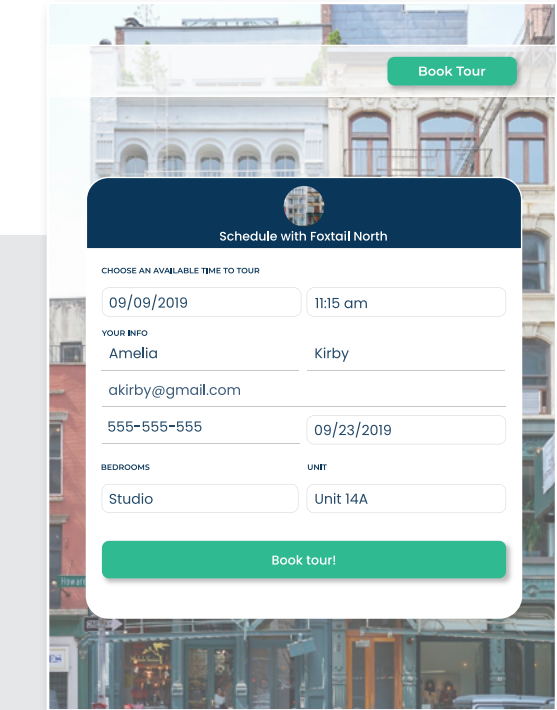 Book Tour
Schedule with Foxtail North
CHOOSE AN AVAILABLE TIME TO TOUR
09/09/2019 11:15 am
YOUR INFO
Amelia Kirby
akirby@gmail.com
555-555-555 09/23/2019
BEDROOMS UNIT
Studio Unit 14A
Book tour!
Howar